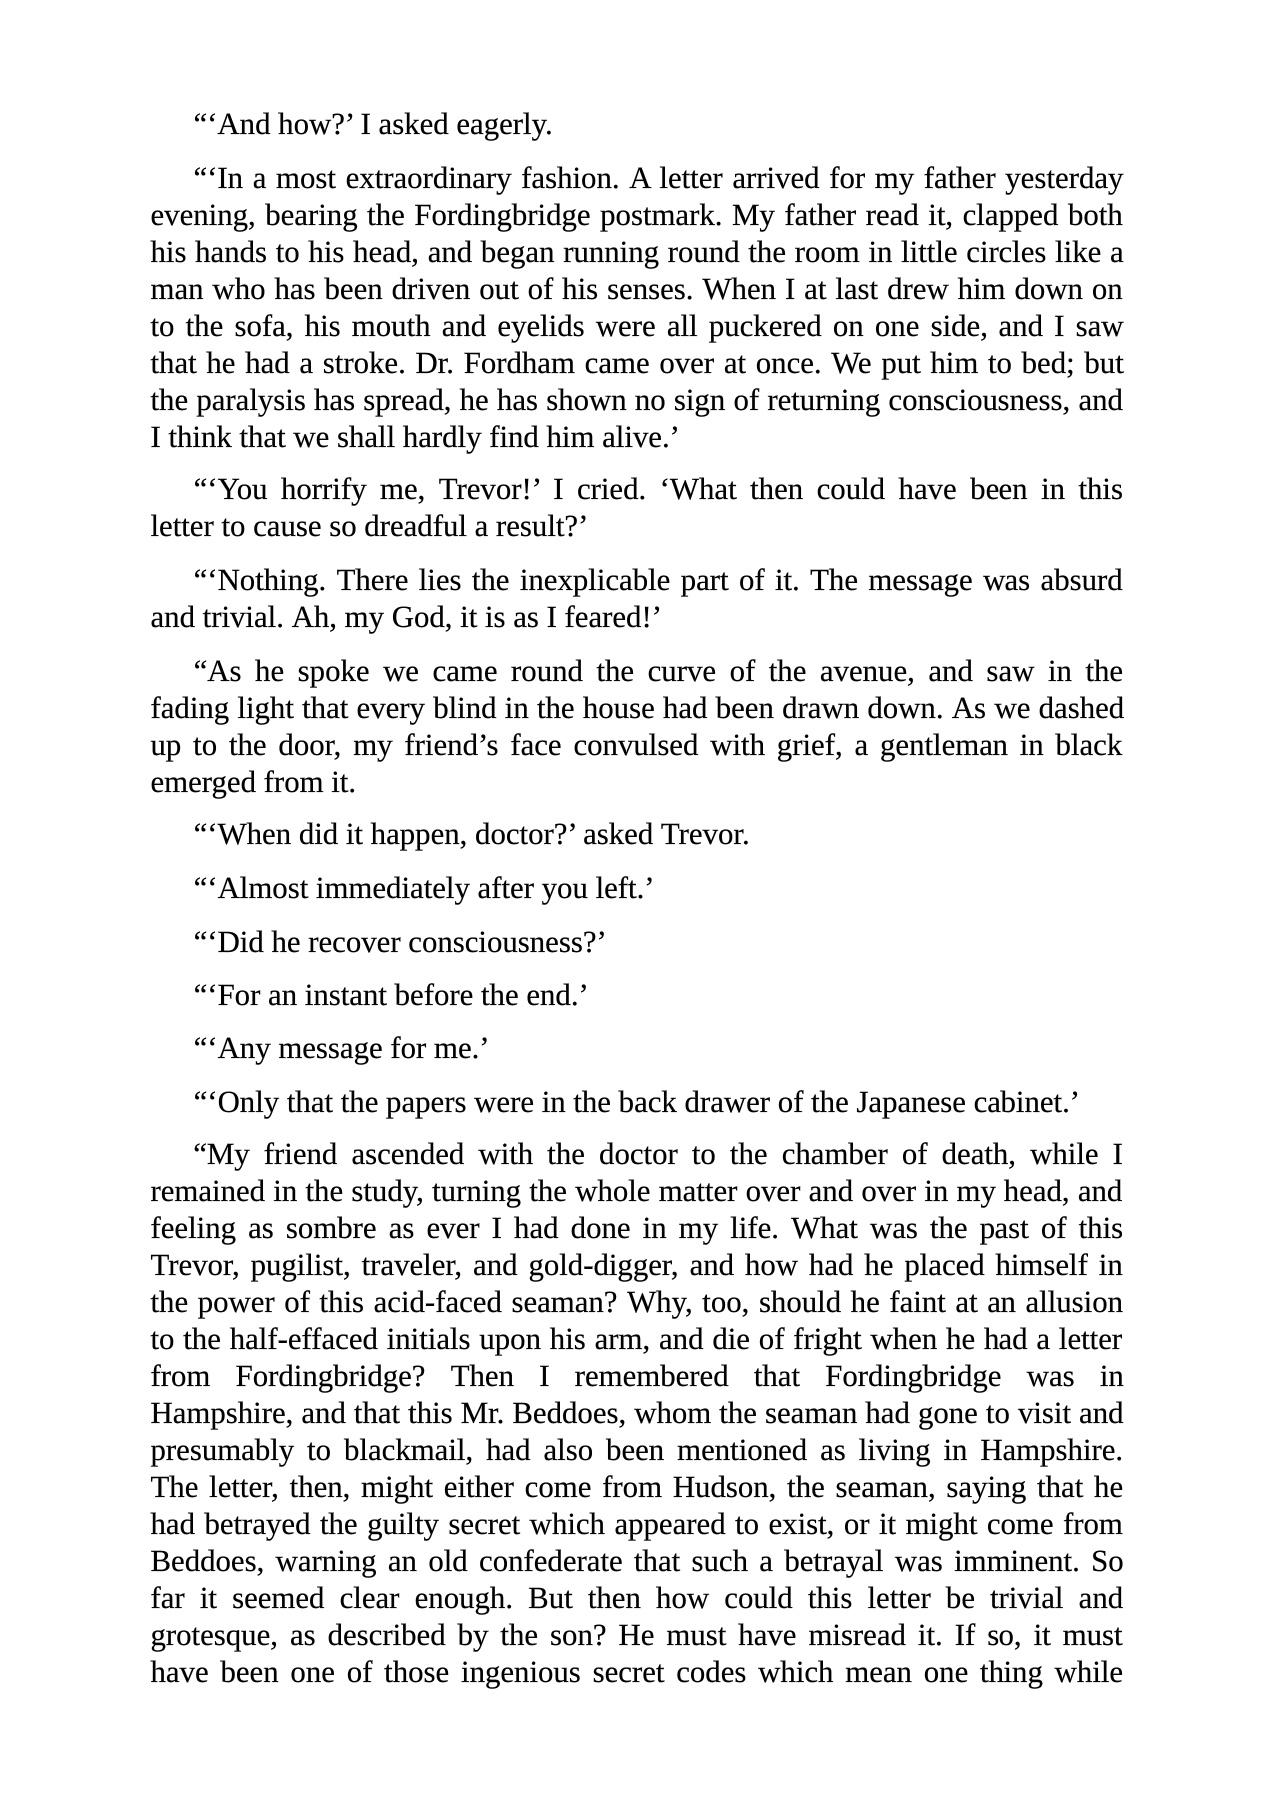 “‘And how?’ I asked eagerly.
“‘In a most extraordinary fashion. A letter arrived for my father yesterday
evening, bearing the Fordingbridge postmark. My father read it, clapped both
his hands to his head, and began running round the room in little circles like a
man who has been driven out of his senses. When I at last drew him down on
to the sofa, his mouth and eyelids were all puckered on one side, and I saw
that he had a stroke. Dr. Fordham came over at once. We put him to bed; but
the paralysis has spread, he has shown no sign of returning consciousness, and
I think that we shall hardly find him alive.’
“‘You horrify me, Trevor!’ I cried. ‘What then could have been in this
letter to cause so dreadful a result?’
“‘Nothing. There lies the inexplicable part of it. The message was absurd
and trivial. Ah, my God, it is as I feared!’
“As he spoke we came round the curve of the avenue, and saw in the
fading light that every blind in the house had been drawn down. As we dashed
up to the door, my friend’s face convulsed with grief, a gentleman in black
emerged from it.
“‘When did it happen, doctor?’ asked Trevor.
“‘Almost immediately after you left.’
“‘Did he recover consciousness?’
“‘For an instant before the end.’
“‘Any message for me.’
“‘Only that the papers were in the back drawer of the Japanese cabinet.’
“My friend ascended with the doctor to the chamber of death, while I
remained in the study, turning the whole matter over and over in my head, and
feeling as sombre as ever I had done in my life. What was the past of this
Trevor, pugilist, traveler, and gold-digger, and how had he placed himself in
the power of this acid-faced seaman? Why, too, should he faint at an allusion
to the half-effaced initials upon his arm, and die of fright when he had a letter
from Fordingbridge? Then I remembered that Fordingbridge was in
Hampshire, and that this Mr. Beddoes, whom the seaman had gone to visit and
presumably to blackmail, had also been mentioned as living in Hampshire.
The letter, then, might either come from Hudson, the seaman, saying that he
had betrayed the guilty secret which appeared to exist, or it might come from
Beddoes, warning an old confederate that such a betrayal was imminent. So
far it seemed clear enough. But then how could this letter be trivial and
grotesque, as described by the son? He must have misread it. If so, it must
have been one of those ingenious secret codes which mean one thing while